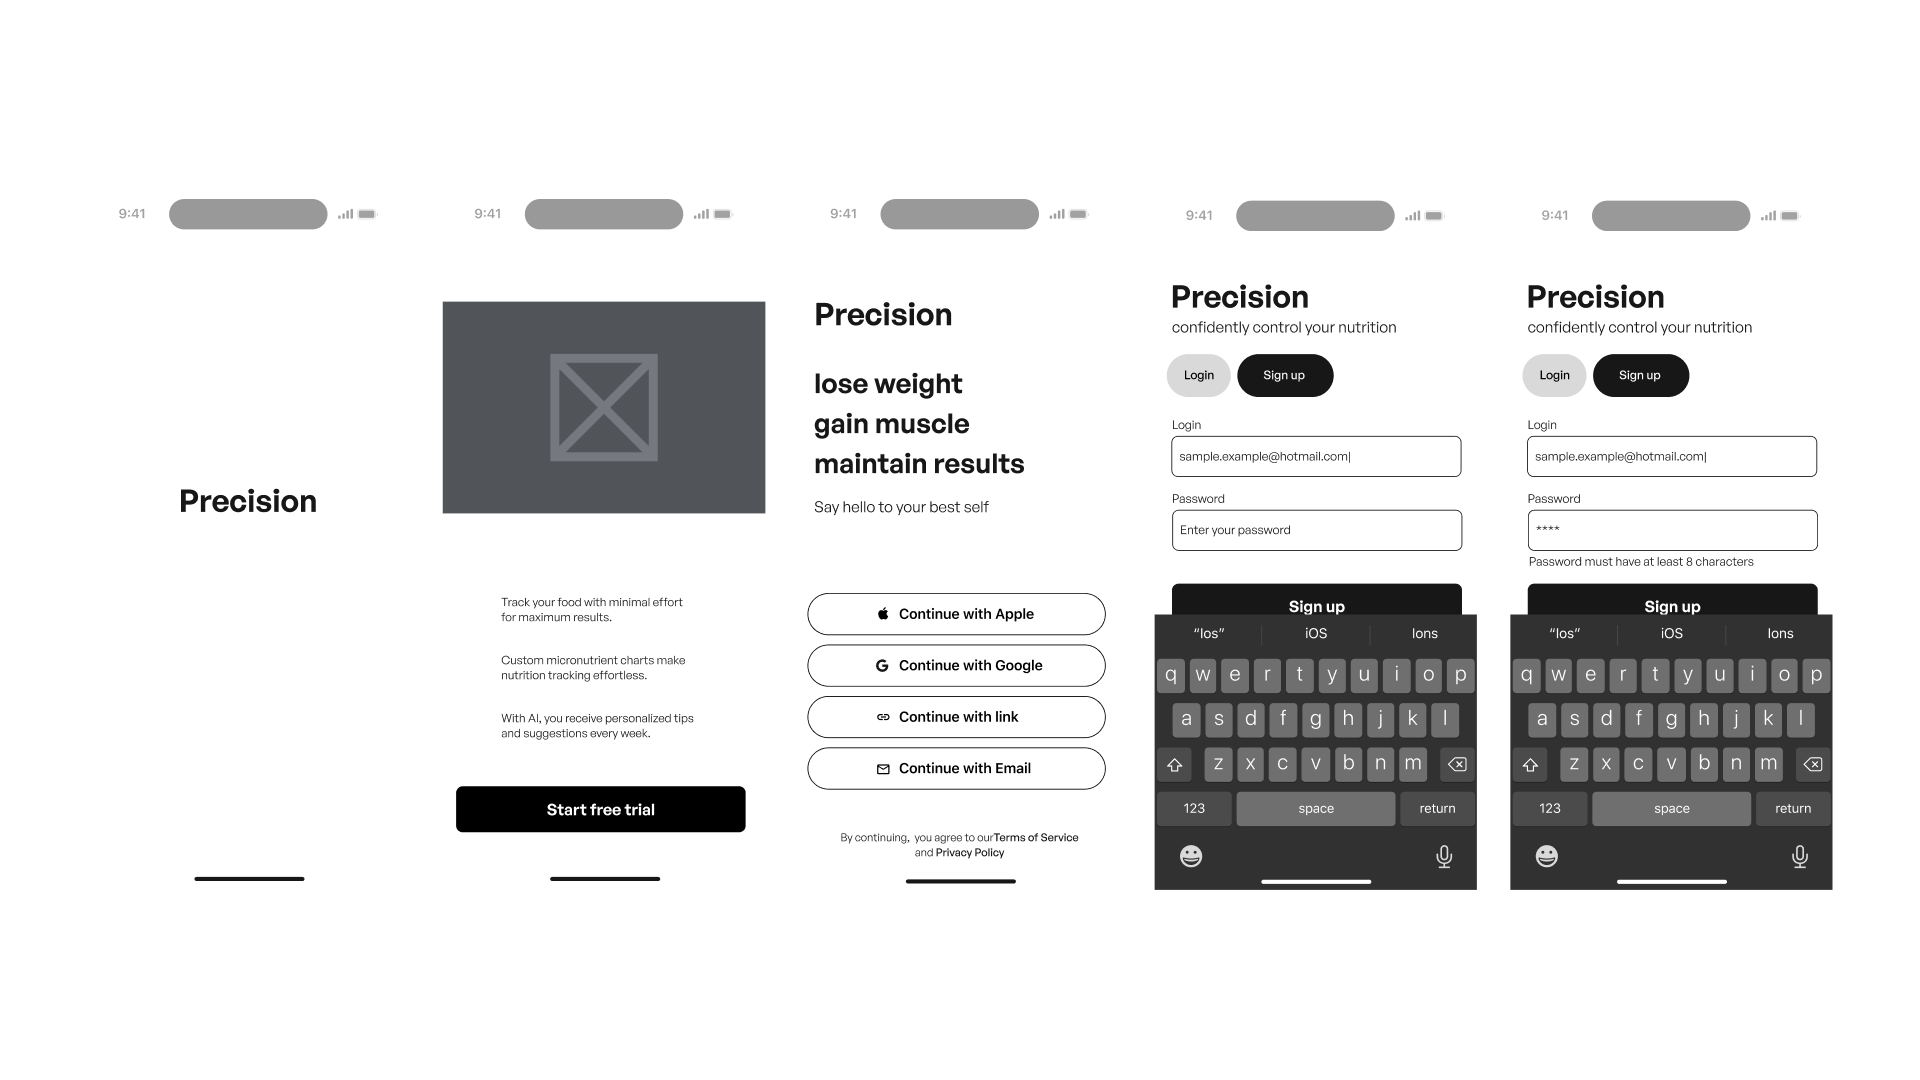 9:41
Precision
9:41
Track your food with minimal effort
for maximum results.
Custom micronutrient charts make
nutrition tracking effortless.
With AI, you receive personalized tips
and suggestions every week.
Start free trial
9:41
Precision
lose weight
gain muscle
maintain results
Say hello to your best self
Continue with Apple
Continue with Google
Continue with link
Continue with Email
By continuing,  you agree to ourTerms of Service
and Privacy Policy
9:41
Precision
confidently control your nutrition
Login
Sign up
Login
sample.example@hotmail.com|
Password
Enter your password
Sign up
“Ios” iOS Ions
q w e r t y u i o p
a s d f g h j k l
z x c v b n m
123 space return
9:41
Precision
confidently control your nutrition
Login
Sign up
Login
sample.example@hotmail.com|
Password
****
Password must have at least 8 characters
Sign up
“Ios” iOS Ions
q w e r t y u i o p
a s d f g h j k l
z x c v b n m
123 space return